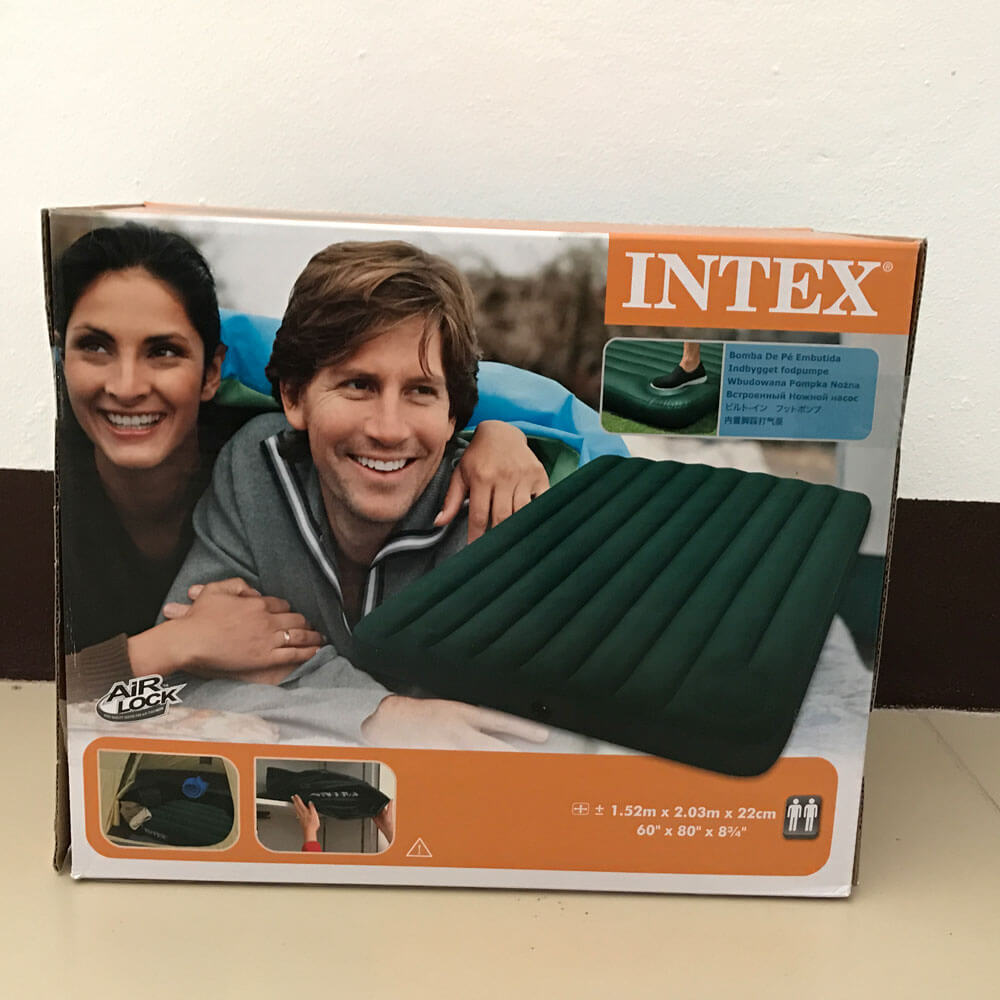 INTEX®
Bomba De Pé Embutida
Indbygget fodpumpe
Wbudowana Pompka Nożna
Встроенный Ножной насос
ビルトイン フットポンプ
内置脚踩打气泵
AiR LOCK
INTEX
± 1.52m x 2.03m x 22cm
60" x 80" x 8¾"